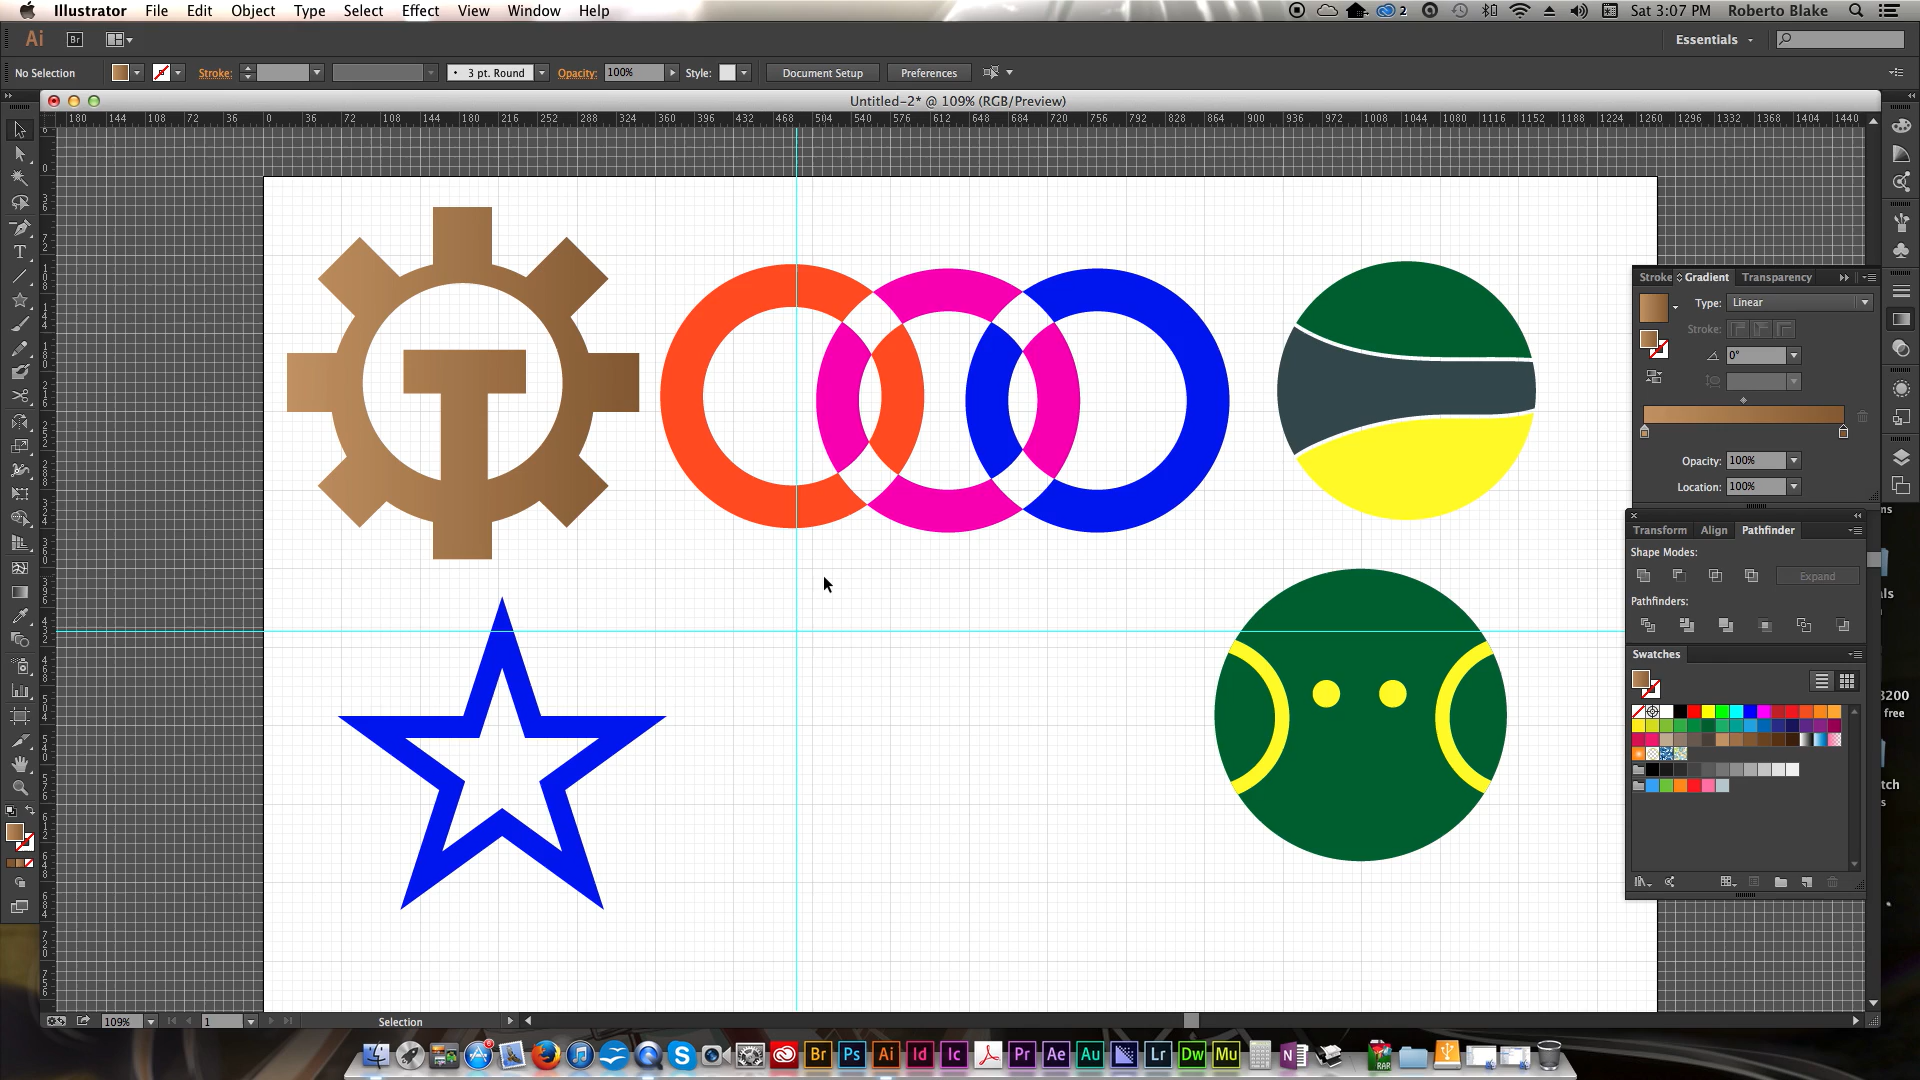 Illustrator File Edit Object Type Select Effect View Window Help
2 Sat 3:07 PM Roberto Blake
Ai Br Essentials
No Selection Stroke: 3 pt. Round Opacity: 100% Style: Document Setup Preferences
Untitled-2* @ 109% (RGB/Preview)
180 144 108 72 36 0 36 72 108 144 180 216 252 288 324 360 396 432 468 504 540 576 612 648 684 720 756 792 828 864 900 936 972 1008 1044 1080 1116 1152 1188 1224 1260 1296 1332 1368 1404 1440
T
Stroke Gradient Transparency
Type: Linear
Stroke:
0°
Opacity: 100%
Location: 100%
ns
Transform Align Pathfinder
Shape Modes:
Expand
als
Pathfinders:
Swatches
8200
free
tch
s
109% 1 Selection
Br Ps Ai Id Ic Pr Ae Au Lr Dw Mu
RAR